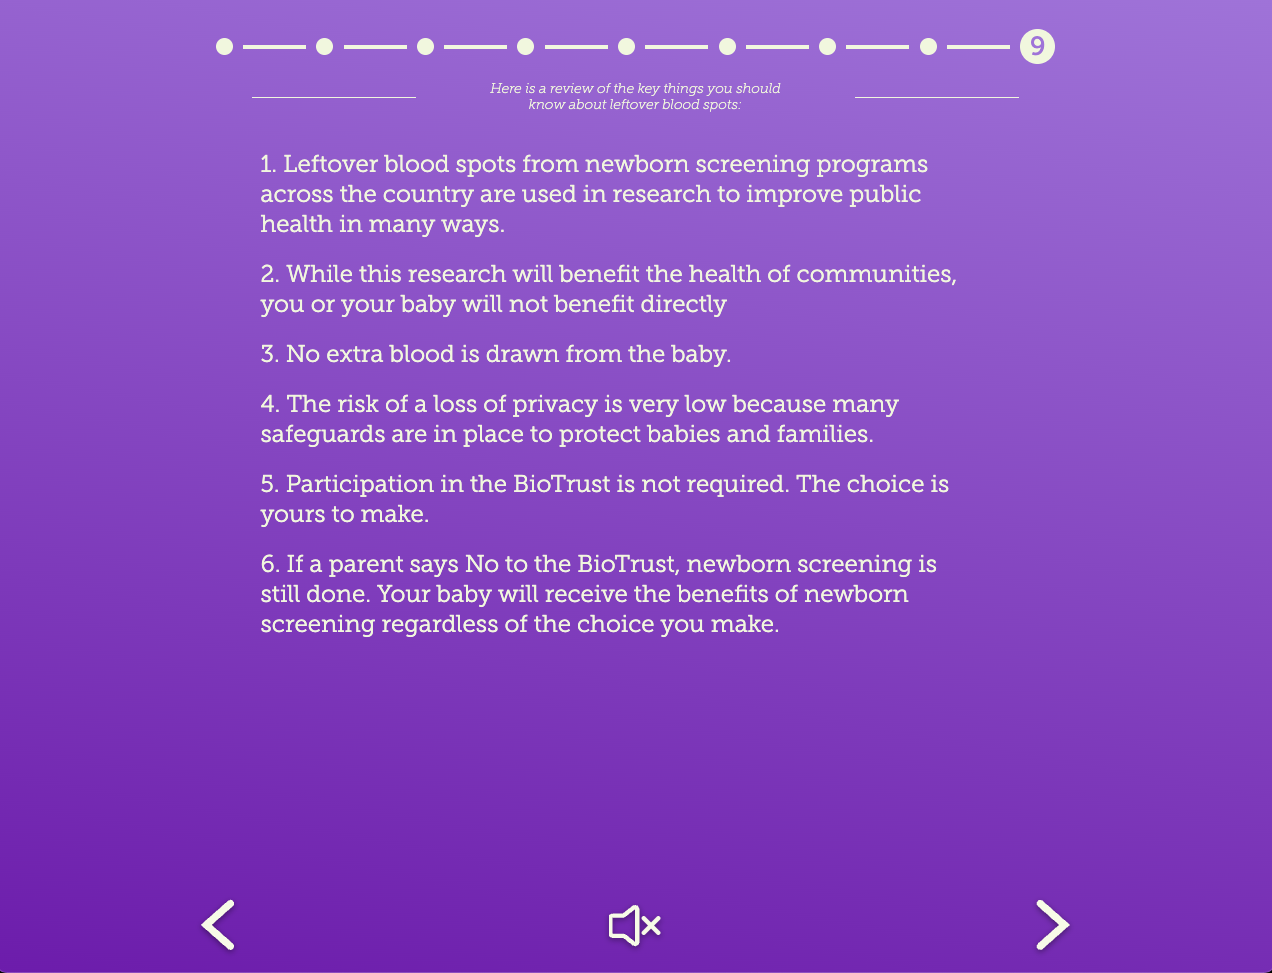 9
Here is a review of the key things you should
know about leftover blood spots:
1. Leftover blood spots from newborn screening programs
across the country are used in research to improve public
health in many ways.
2. While this research will benefit the health of communities,
you or your baby will not benefit directly
3. No extra blood is drawn from the baby.
4. The risk of a loss of privacy is very low because many
safeguards are in place to protect babies and families.
5. Participation in the BioTrust is not required. The choice is
yours to make.
6. If a parent says No to the BioTrust, newborn screening is
still done. Your baby will receive the benefits of newborn
screening regardless of the choice you make.